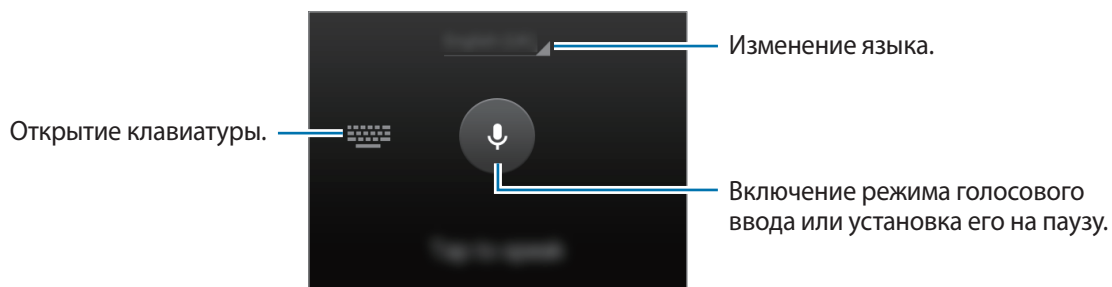 Изменение языка.
Открытие клавиатуры.
Включение режима голосового
ввода или установка его на паузу.